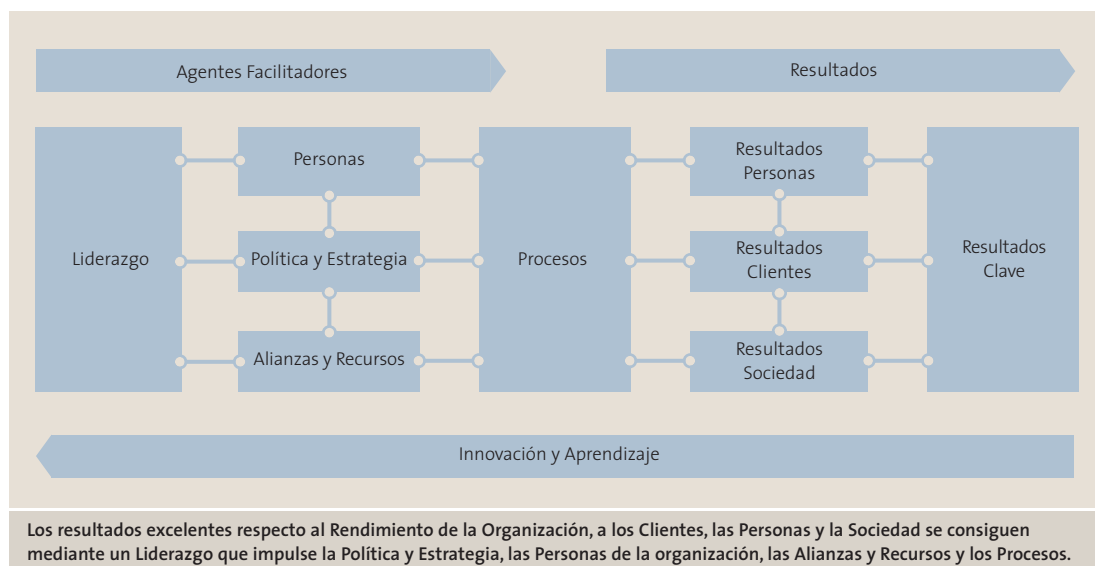 Agentes Facilitadores
Resultados
Liderazgo
Personas
Política y Estrategia
Alianzas y Recursos
Procesos
Resultados
Personas
Resultados
Clientes
Resultados
Sociedad
Resultados
Clave
Innovación y Aprendizaje
Los resultados excelentes respecto al Rendimiento de la Organización, a los Clientes, las Personas y la Sociedad se consiguen
mediante un Liderazgo que impulse la Política y Estrategia, las Personas de la organización, las Alianzas y Recursos y los Procesos.